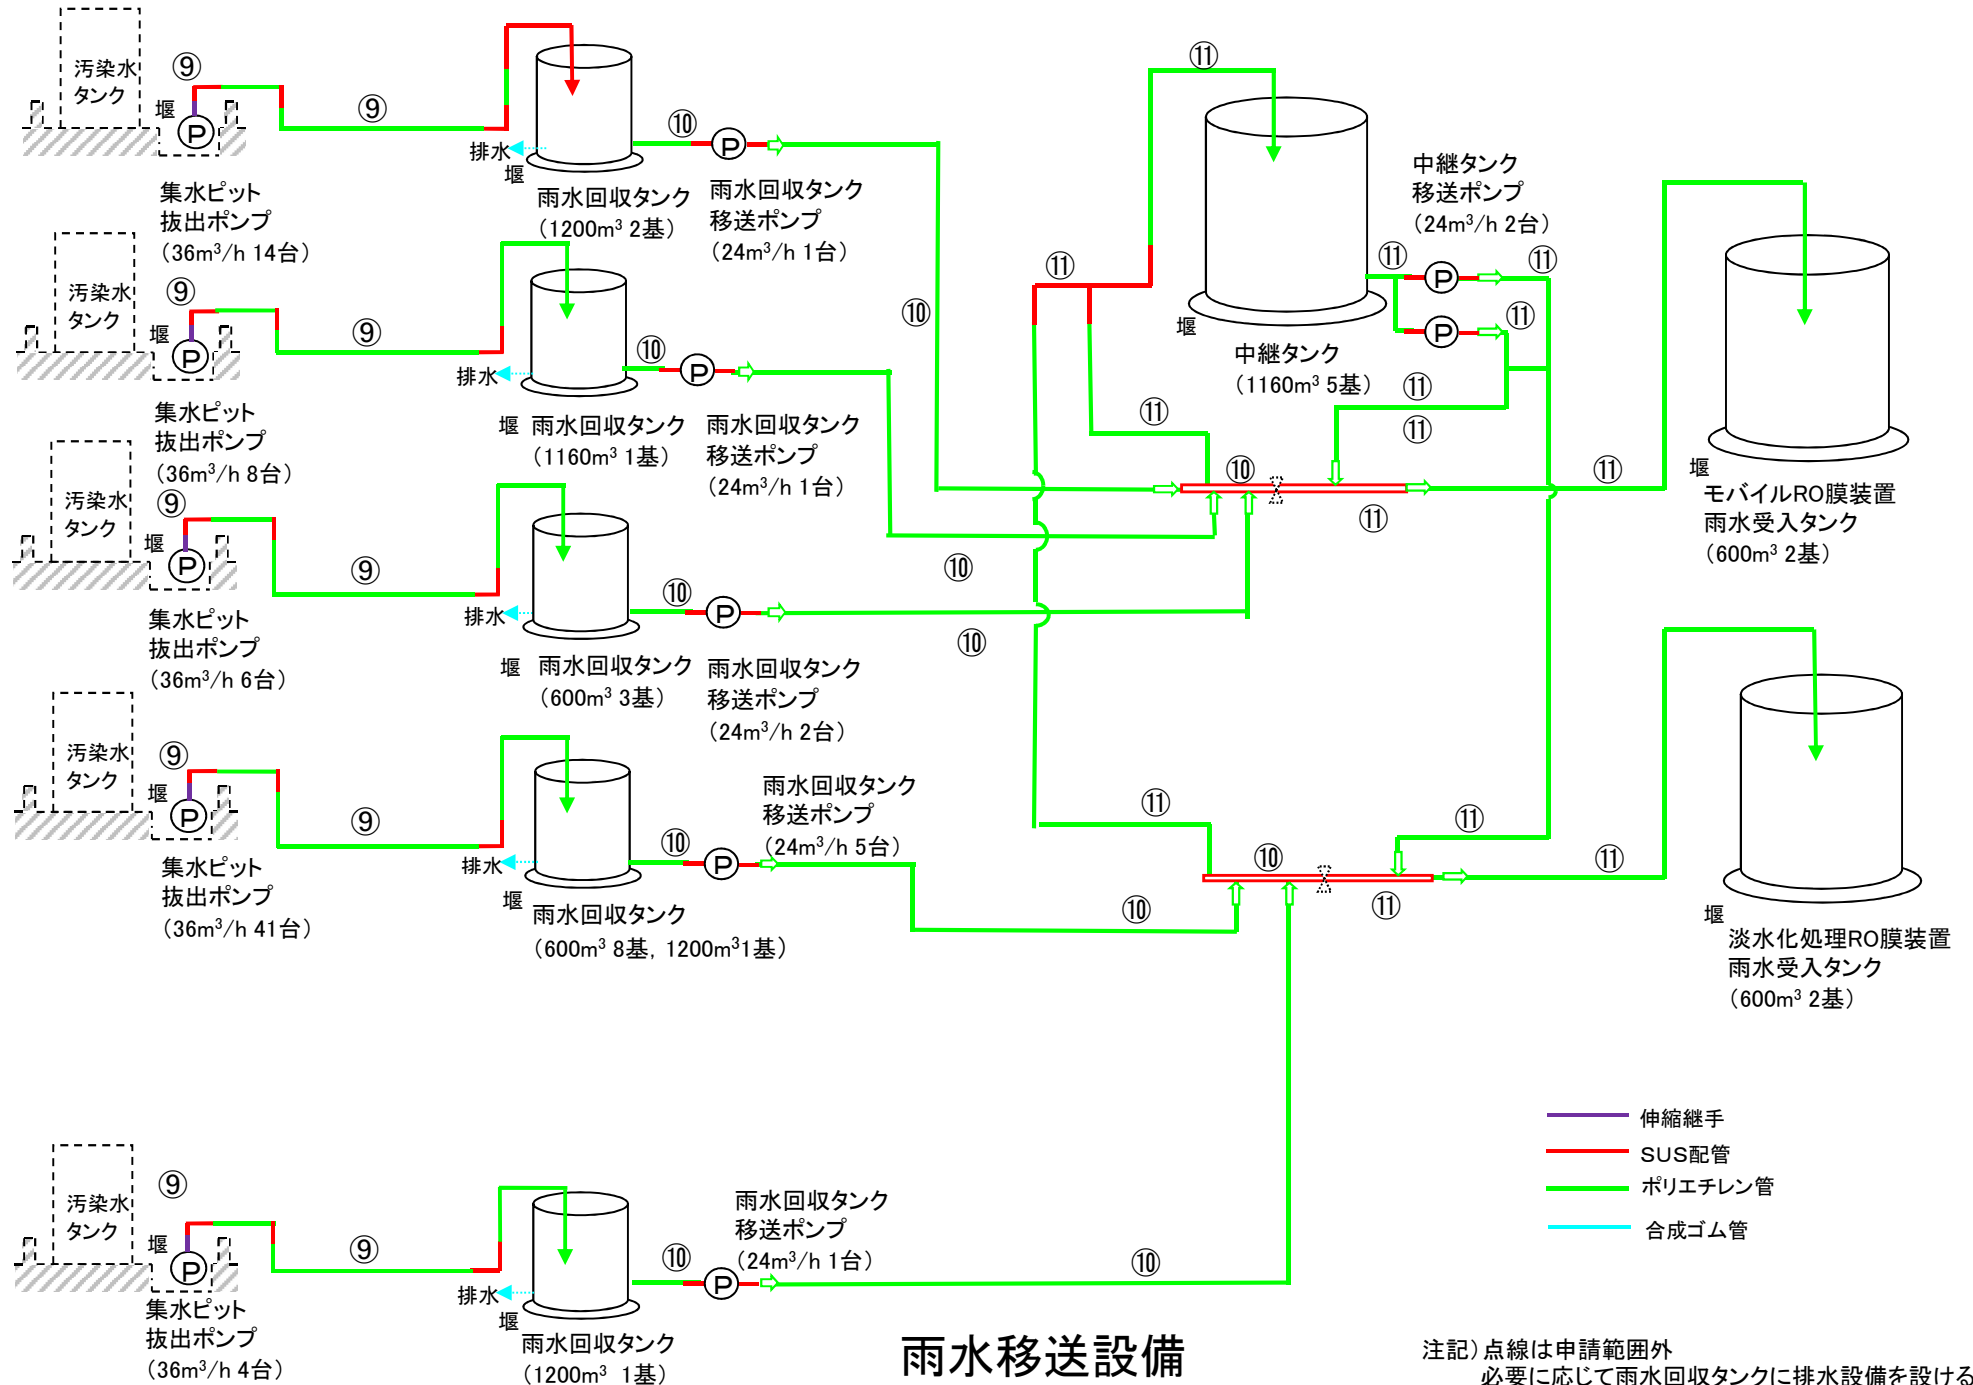 汚染水
タンク
⑨
堰
P
⑨
排水
堰
集水ピット
抜出ポンプ
（36m³/h 14台）
雨水回収タンク
（1200m³ 2基）
⑩
P
雨水回収タンク
移送ポンプ
（24m³/h 1台）
⑩
汚染水
タンク
⑨
堰
P
⑨
排水
堰
集水ピット
抜出ポンプ
（36m³/h 8台）
雨水回収タンク
（1160m³ 1基）
⑩
P
雨水回収タンク
移送ポンプ
（24m³/h 1台）
⑩
汚染水
タンク
⑨
堰
P
⑨
排水
堰
集水ピット
抜出ポンプ
（36m³/h 6台）
雨水回収タンク
（600m³ 3基）
⑩
P
雨水回収タンク
移送ポンプ
（24m³/h 2台）
⑩
汚染水
タンク
⑨
堰
P
⑨
排水
堰
集水ピット
抜出ポンプ
（36m³/h 41台）
雨水回収タンク
（600m³ 8基, 1200m³1基）
⑩
P
雨水回収タンク
移送ポンプ
（24m³/h 5台）
⑩
汚染水
タンク
⑨
堰
P
⑨
排水
堰
集水ピット
抜出ポンプ
（36m³/h 4台）
雨水回収タンク
（1200m³ 1基）
⑩
P
雨水回収タンク
移送ポンプ
（24m³/h 1台）
⑩
⑪
⑪
⑪
堰
中継タンク
（1160m³ 5基）
中継タンク
移送ポンプ
（24m³/h 2台）
⑪
P
⑪
P
⑪
⑪
⑪
⑩
⑪
⑪
堰
モバイルRO膜装置
雨水受入タンク
（600m³ 2基）
⑪
⑪
⑩
⑪
⑪
堰
淡水化処理RO膜装置
雨水受入タンク
（600m³ 2基）
伸縮継手
SUS配管
ポリエチレン管
合成ゴム管
雨水移送設備
注記）点線は申請範囲外
必要に応じて雨水回収タンクに排水設備を設ける